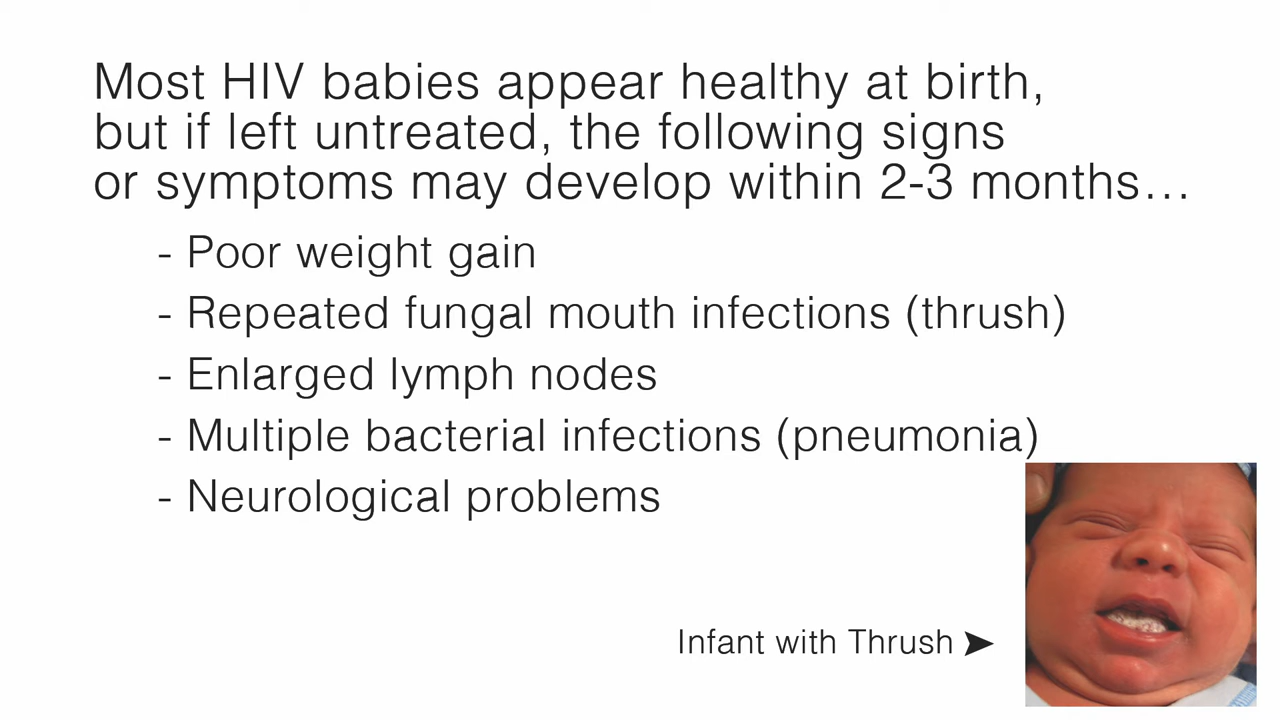 Most HIV babies appear healthy at birth,
but if left untreated, the following signs
or symptoms may develop within 2-3 months...
- Poor weight gain
- Repeated fungal mouth infections (thrush)
- Enlarged lymph nodes
- Multiple bacterial infections (pneumonia)
- Neurological problems
Infant with Thrush ➤